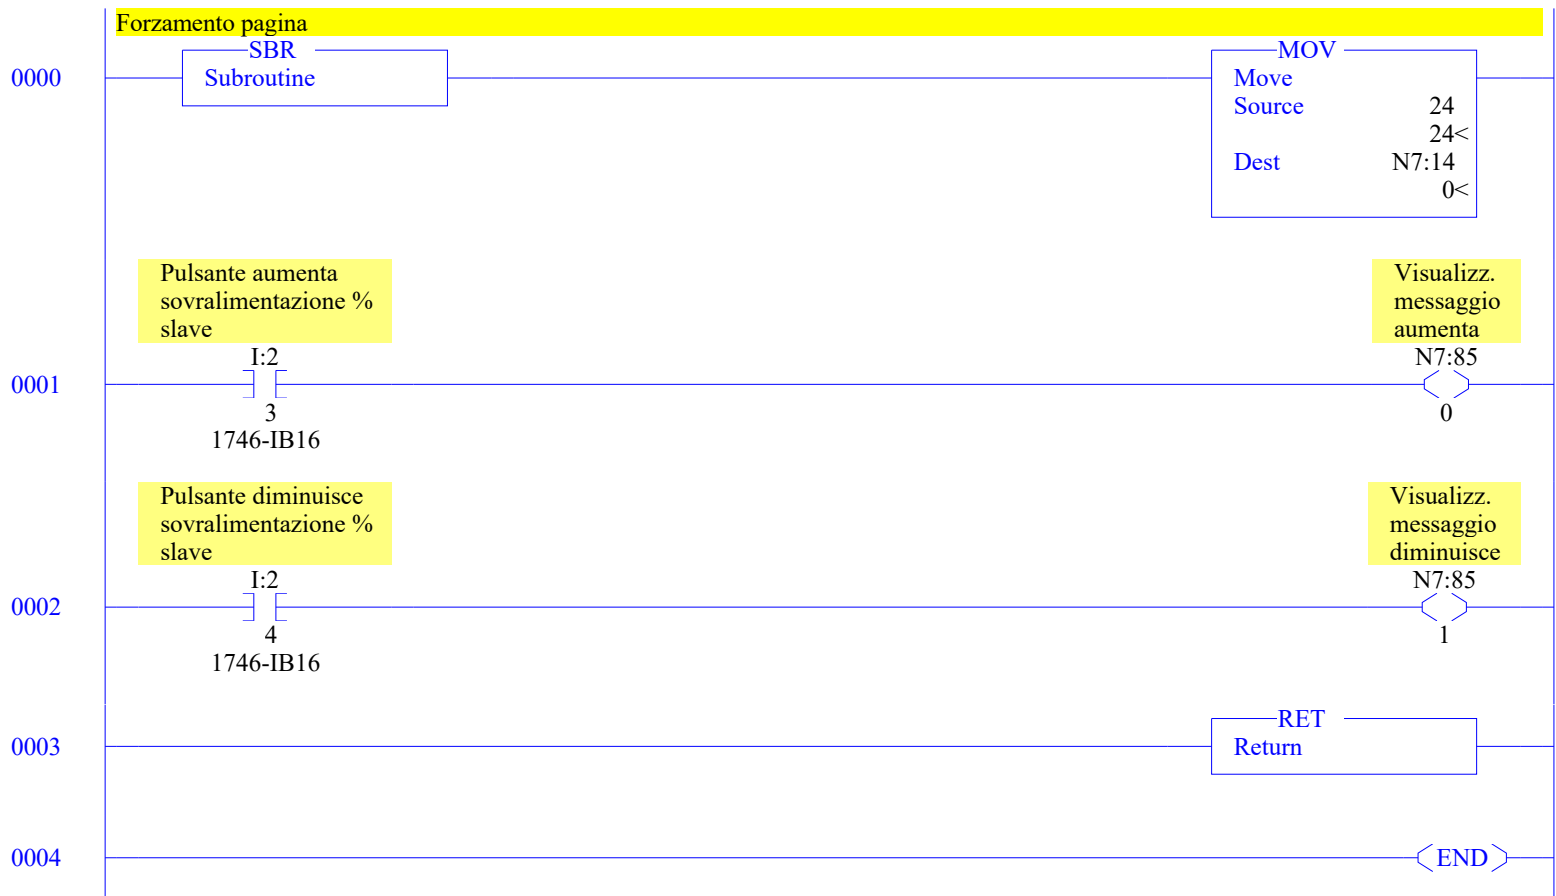 Forzamento pagina
SBR
Subroutine
0000
MOV
Move
Source 24
24<
Dest N7:14
0<
Pulsante aumenta
sovralimentazione %
slave
I:2
3
1746-IB16
0001
Visualizz.
messaggio
aumenta
N7:85
0
Pulsante diminuisce
sovralimentazione %
slave
I:2
4
1746-IB16
0002
Visualizz.
messaggio
diminuisce
N7:85
1
0003
RET
Return
0004
END